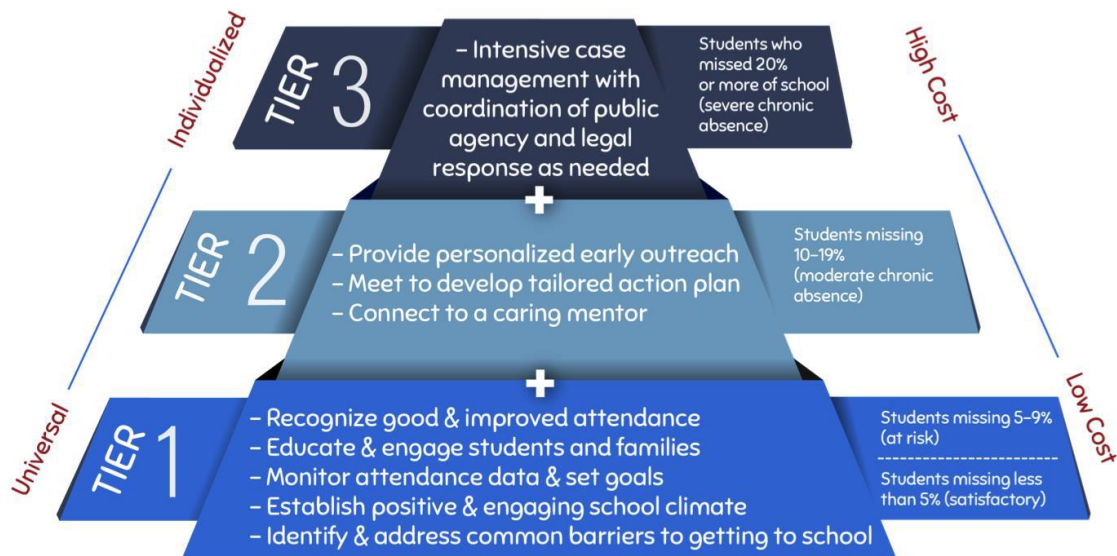 Individualized
Universal
High Cost
Low Cost
TIER 3
– Intensive case
management with
coordination of public
agency and legal
response as needed
Students who
missed 20%
or more of school
(severe chronic
absence)
+
TIER 2
– Provide personalized early outreach
– Meet to develop tailored action plan
– Connect to a caring mentor
Students missing
10–19%
(moderate chronic
absence)
+
TIER 1
– Recognize good & improved attendance
– Educate & engage students and families
– Monitor attendance data & set goals
– Establish positive & engaging school climate
– Identify & address common barriers to getting to school
Students missing 5–9%
(at risk)
Students missing less
than 5% (satisfactory)